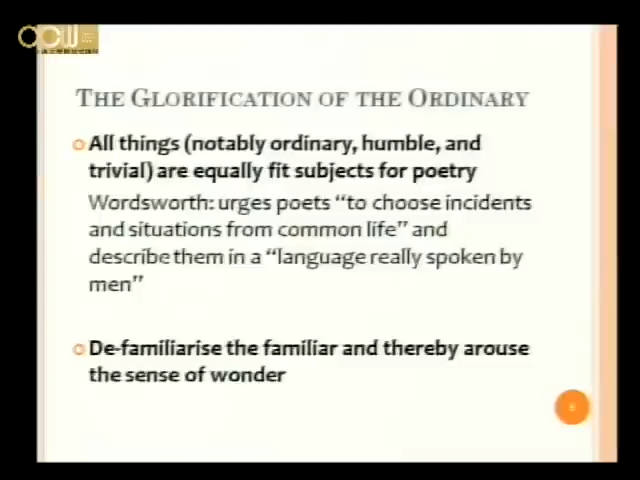 OCW
THE GLORIFICATION OF THE ORDINARY
All things (notably ordinary, humble, and
trivial) are equally fit subjects for poetry
Wordsworth: urges poets “to choose incidents
and situations from common life” and
describe them in a “language really spoken by
men”
De-familiarise the familiar and thereby arouse
the sense of wonder